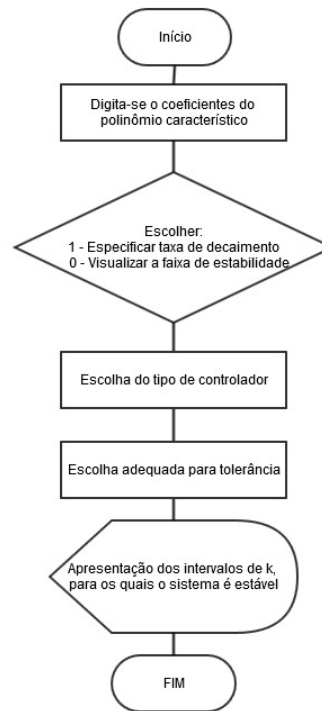 Início
Digita-se o coeficientes do
polinômio característico
Escolher:
1 - Especificar taxa de decaimento
0 - Visualizar a faixa de estabilidade
Escolha do tipo de controlador
Escolha adequada para tolerância
Apresentação dos intervalos de k,
para os quais o sistema é estável
FIM